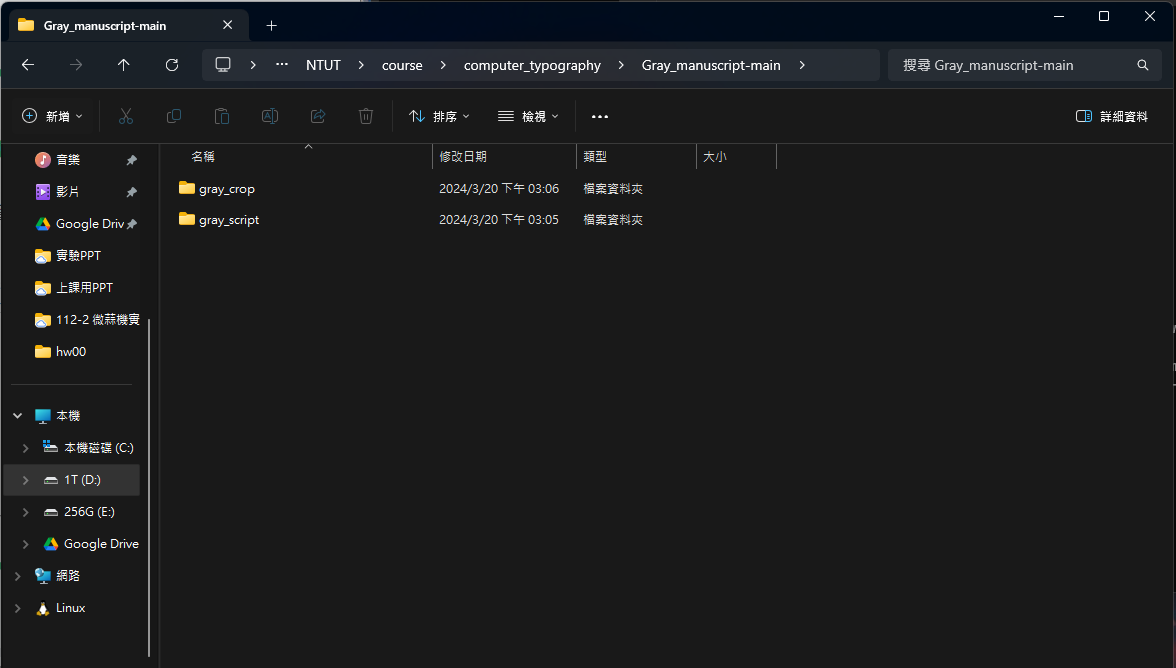 Gray_manuscript-main
NTUT course computer_typography Gray_manuscript-main
搜尋 Gray_manuscript-main
新增 排序 檢視 詳細資料
名稱 修改日期 類型 大小
gray_crop 2024/3/20 下午 03:06 檔案資料夾
gray_script 2024/3/20 下午 03:05 檔案資料夾
音樂
影片
Google Driv
實驗PPT
上課用PPT
112-2 微蒜機實
hw00
本機
本機磁碟 (C:)
1T (D:)
256G (E:)
Google Drive
網路
Linux